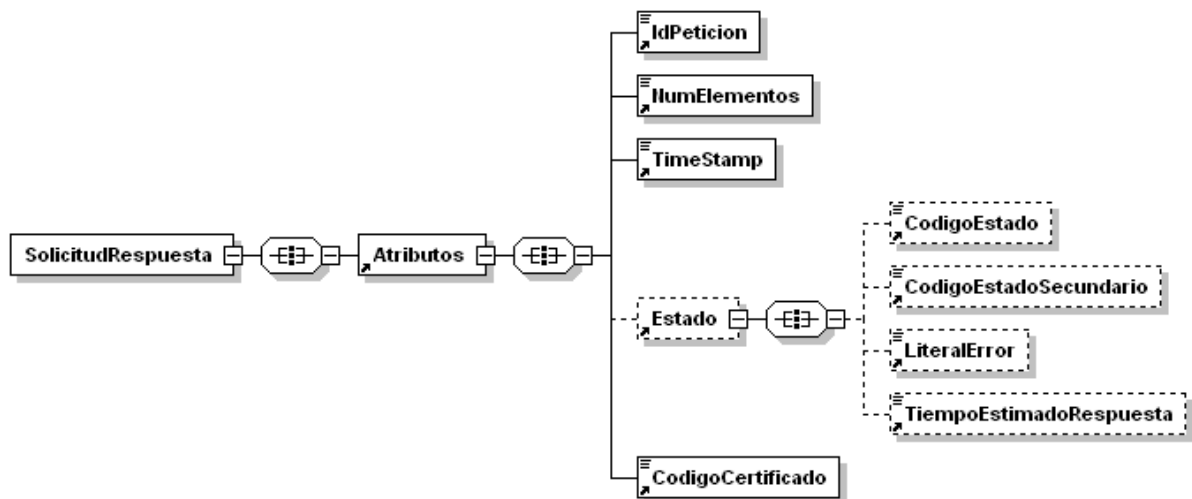 IdPeticion
NumElementos
TimeStamp
CodigoEstado
SolicitudRespuesta
Atributos
CodigoEstadoSecundario
Estado
LiteralError
TiempoEstimadoRespuesta
CodigoCertificado